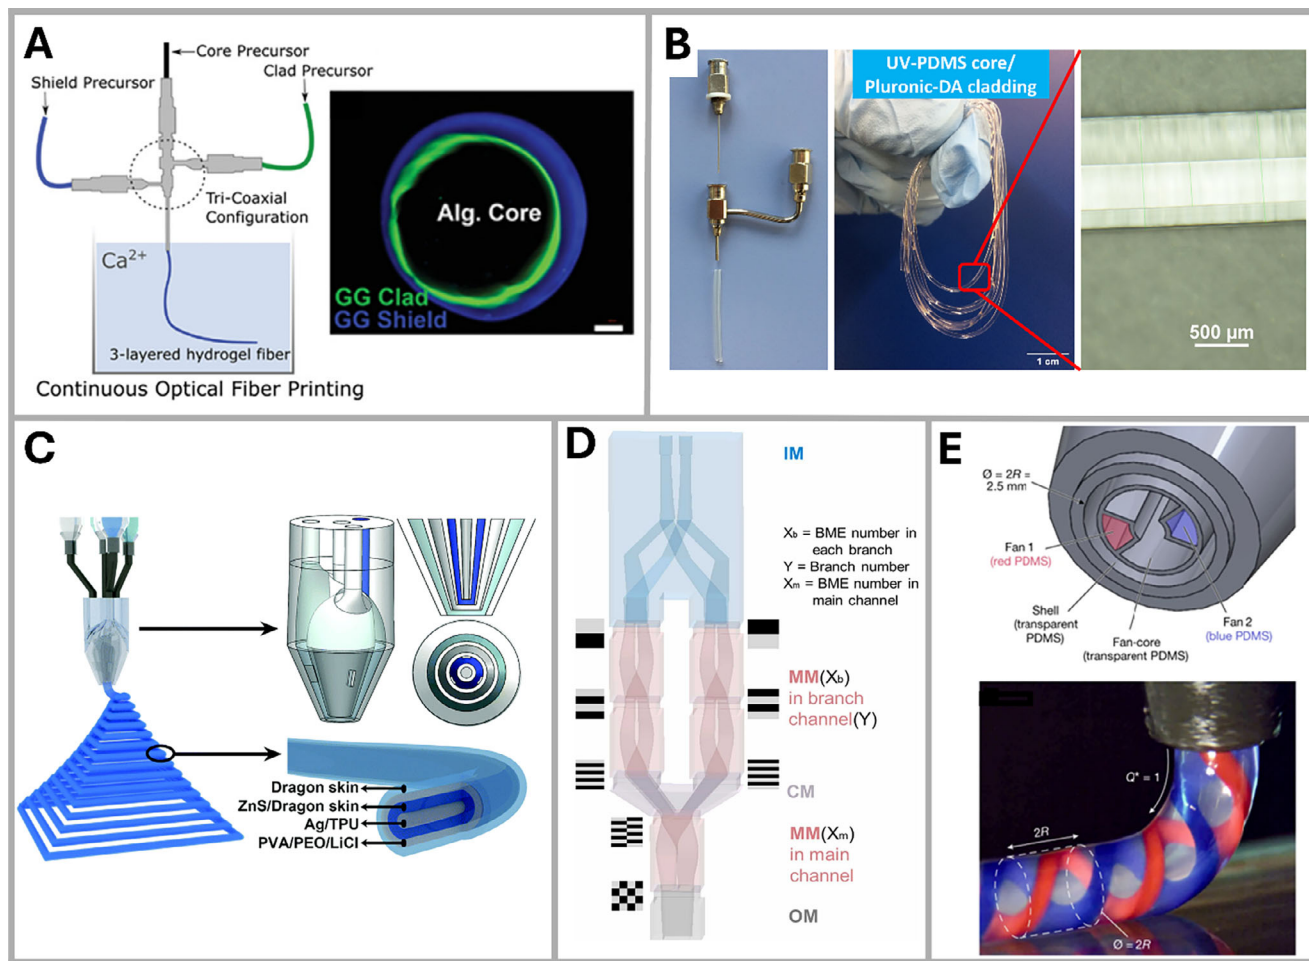 A
Core Precursor
Clad Precursor
Shield Precursor
Tri-Coaxial
Configuration
Ca2+
3-layered hydrogel fiber
Continuous Optical Fiber Printing
Alg. Core
GG Clad
GG Shield
B
UV-PDMS core/
Pluronic-DA cladding
1 cm
500 µm
C
Dragon skin
ZnS/Dragon skin
Ag/TPU
PVA/PEO/LiCl
D
IM
Xb = BME number in
each branch
Y = Branch number
Xm = BME number in
main channel
MM(Xb)
in branch
channel(Y)
CM
MM(Xm)
in main
channel
OM
E
Ø = 2R =
2.5 mm
Fan 1
(red PDMS)
Shell
(transparent
PDMS)
Fan-core
(transparent PDMS)
Fan 2
(blue PDMS)
Q* = 1
2R
Ø = 2R